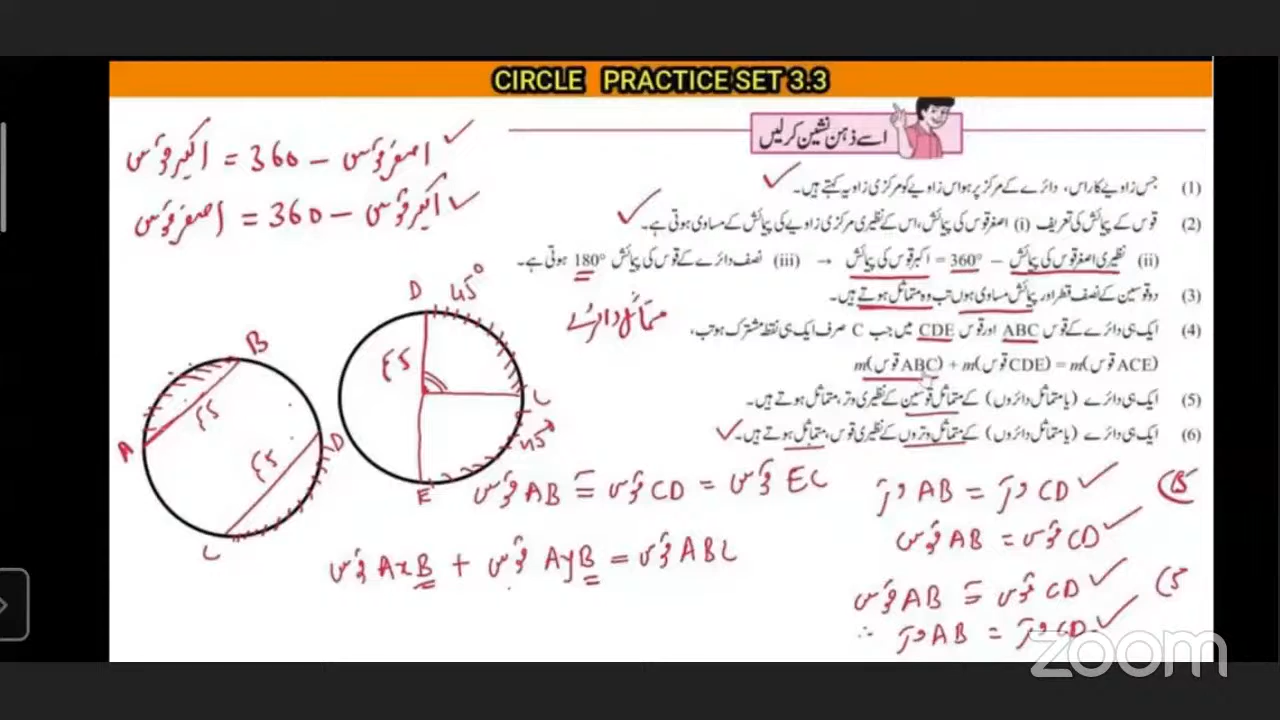 CIRCLE PRACTICE SET 3.3
اسے ذہن نشین کرلیں
(1) جس زاویے کا راس، دائرے کے مرکز پر ہو اس زاویے کو مرکزی زاویہ کہتے ہیں۔
(2) قوس کے پیمائش کی تعریف (i) اصغر قوس کی پیمائش، اس کے نظیری مرکزی زاویے کی پیمائش کے مساوی ہوتی ہے۔
(ii) نظیری اصغر قوس کی پیمائش − 360° = اکبر قوس کی پیمائش → (iii) نصف دائرے کے قوس کی پیمائش 180° ہوتی ہے۔
(3) دو قوسین کے نصف قطر اور پیمائش مساوی ہوں تب وہ متماثل ہوتے ہیں۔
(4) ایک ہی دائرے کے قوس ABC اور قوس CDE میں جب C صرف ایک ہی نقطہ مشترک ہو تب،
m(قوس ABC) + m(قوس CDE) = m(قوس ACE)
(5) ایک ہی دائرے (یا متماثل دائروں) کے متماثل قوسین کے نظیری وتر، متماثل ہوتے ہیں۔
(6) ایک ہی دائرے (یا متماثل دائروں) کے متماثل وتروں کے نظیری قوس، متماثل ہوتے ہیں۔
اکبر قوس = 360 − اصغر قوس
اصغر قوس = 360 − اکبر قوس
متماثل دائرے
D 45°
B
A
D
C
C
45°
E
قوس AB ≅ قوس CD = قوس EC
قوس AxB + قوس AyB = قوس ABC
وتر AB = وتر CD
قوس AB = قوس CD
قوس AB ≅ قوس CD
∴ وتر AB = وتر CD
zoom